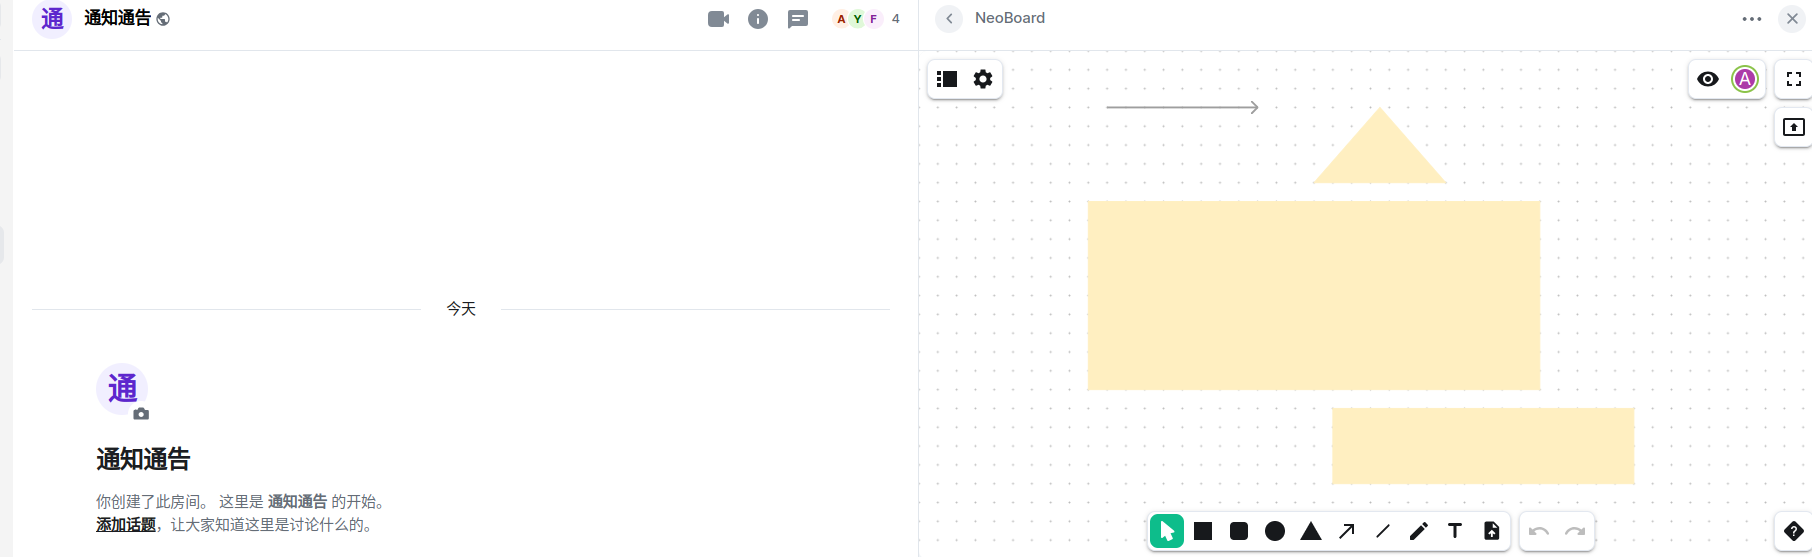 通 通知通告 A Y F 4
NeoBoard
A
今天
通
通知通告
你创建了此房间。 这里是 通知通告 的开始。
添加话题，让大家知道这里是讨论什么的。
T
?